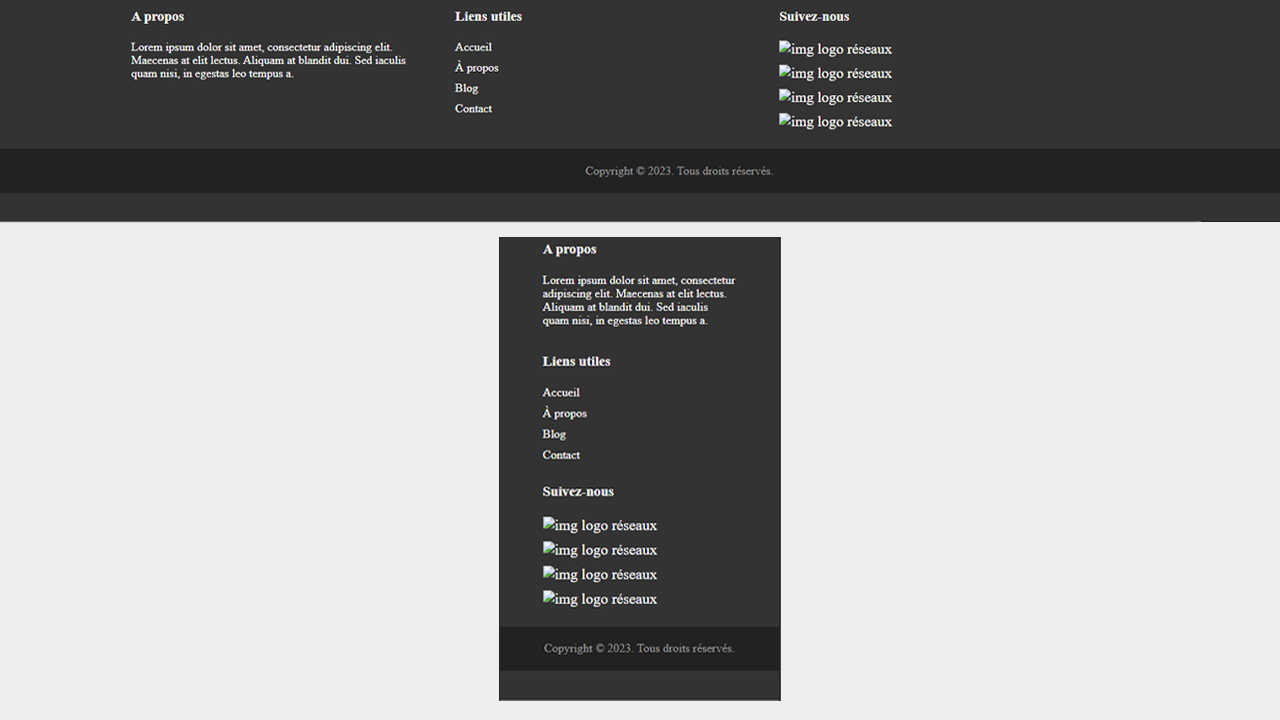 A propos
Lorem ipsum dolor sit amet, consectetur adipiscing elit.
Maecenas at elit lectus. Aliquam at blandit dui. Sed iaculis
quam nisi, in egestas leo tempus a.
Liens utiles
Accueil
À propos
Blog
Contact
Suivez-nous
img logo réseaux
img logo réseaux
img logo réseaux
img logo réseaux
Copyright © 2023. Tous droits réservés.
A propos
Lorem ipsum dolor sit amet, consectetur
adipiscing elit. Maecenas at elit lectus.
Aliquam at blandit dui. Sed iaculis
quam nisi, in egestas leo tempus a.
Liens utiles
Accueil
À propos
Blog
Contact
Suivez-nous
img logo réseaux
img logo réseaux
img logo réseaux
img logo réseaux
Copyright © 2023. Tous droits réservés.